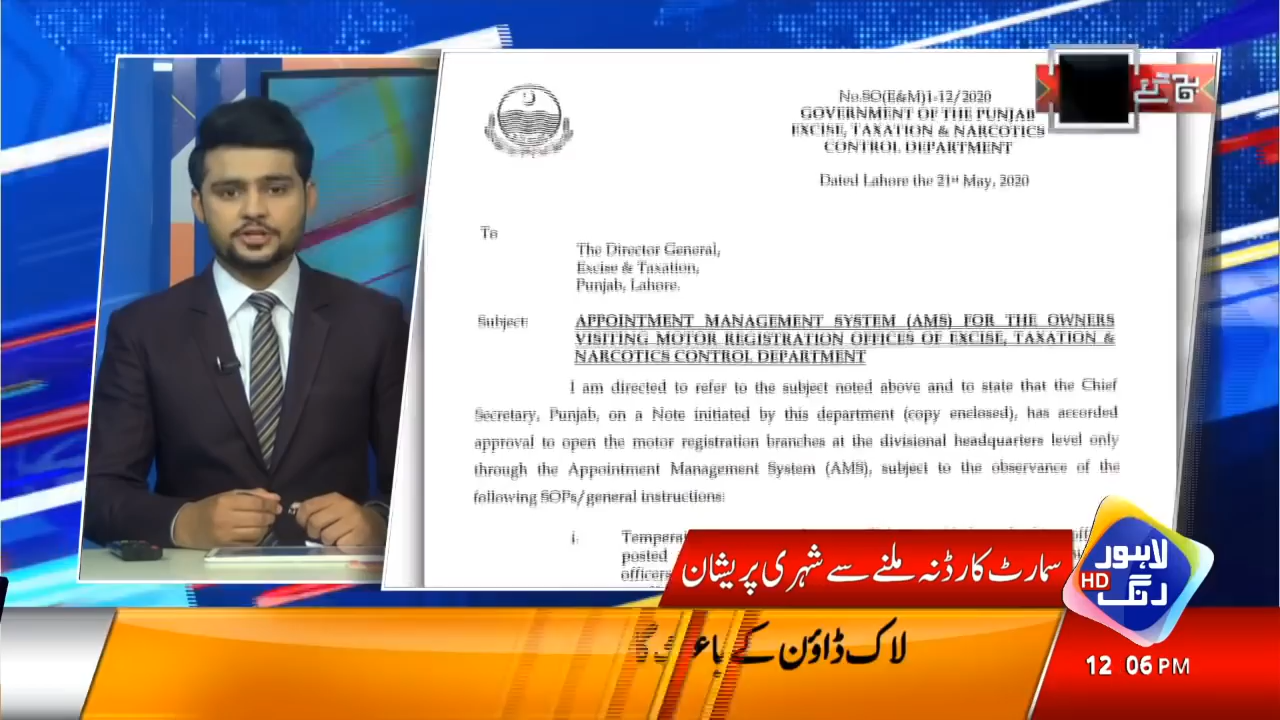 No.SO(E&M)1-12/2020
GOVERNMENT OF THE PUNJAB
EXCISE, TAXATION & NARCOTICS
CONTROL DEPARTMENT
Dated Lahore the 21st May, 2020
To
The Director General,
Excise & Taxation,
Punjab, Lahore.
Subject:
APPOINTMENT MANAGEMENT SYSTEM (AMS) FOR THE OWNERS
VISITING MOTOR REGISTRATION OFFICES OF EXCISE, TAXATION &
NARCOTICS CONTROL DEPARTMENT
I am directed to refer to the subject noted above and to state that the Chief
Secretary, Punjab, on a Note initiated by this department (copy enclosed), has accorded
approval to open the motor registration branches at the divisional headquarters level only
through the Appointment Management System (AMS), subject to the observance of the
following SOPs/general instructions:
i.
posted
officers
سمارٹ کارڈ نہ ملنے سے شہری پریشان
لاہور
رنگ
HD
لاک ڈاؤن کے
12 06 PM